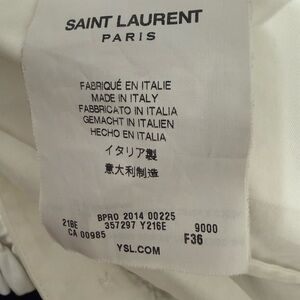 SAINT LAURENT
PARIS
FABRIQUÉ EN ITALIE
MADE IN ITALY
FABBRICATO IN ITALIA
GEMACHT IN ITALIEN
HECHO EN ITALIA
イタリア製
意大利制造
BPRD 2014 00225
216E 357297 Y216E 9000
CA 00985 F36
YSL.COM